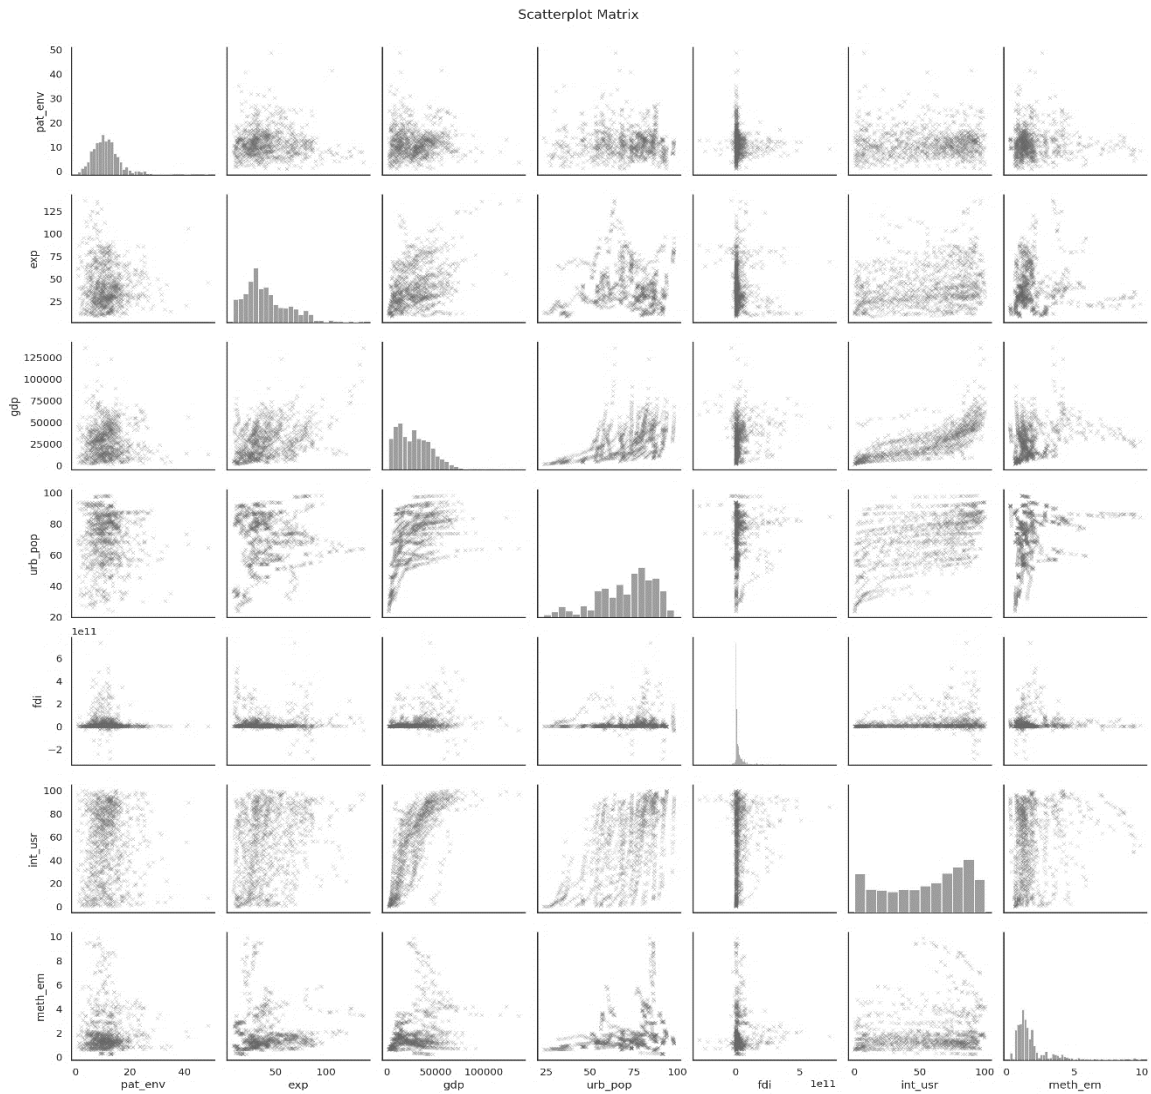 Scatterplot Matrix
50
40
30
20
10
0
pat_env
125
100
75
50
25
exp
125000
100000
75000
50000
25000
0
gdp
100
80
60
40
20
urb_pop
1e11
6
4
2
0
−2
fdi
100
80
60
40
20
0
int_usr
10
8
6
4
2
0
meth_em
0 20 40
50 100
0 50000 100000
25 50 75 100
0 5
1e11
0 50 100
0 5 10
pat_env exp gdp urb_pop fdi int_usr meth_em